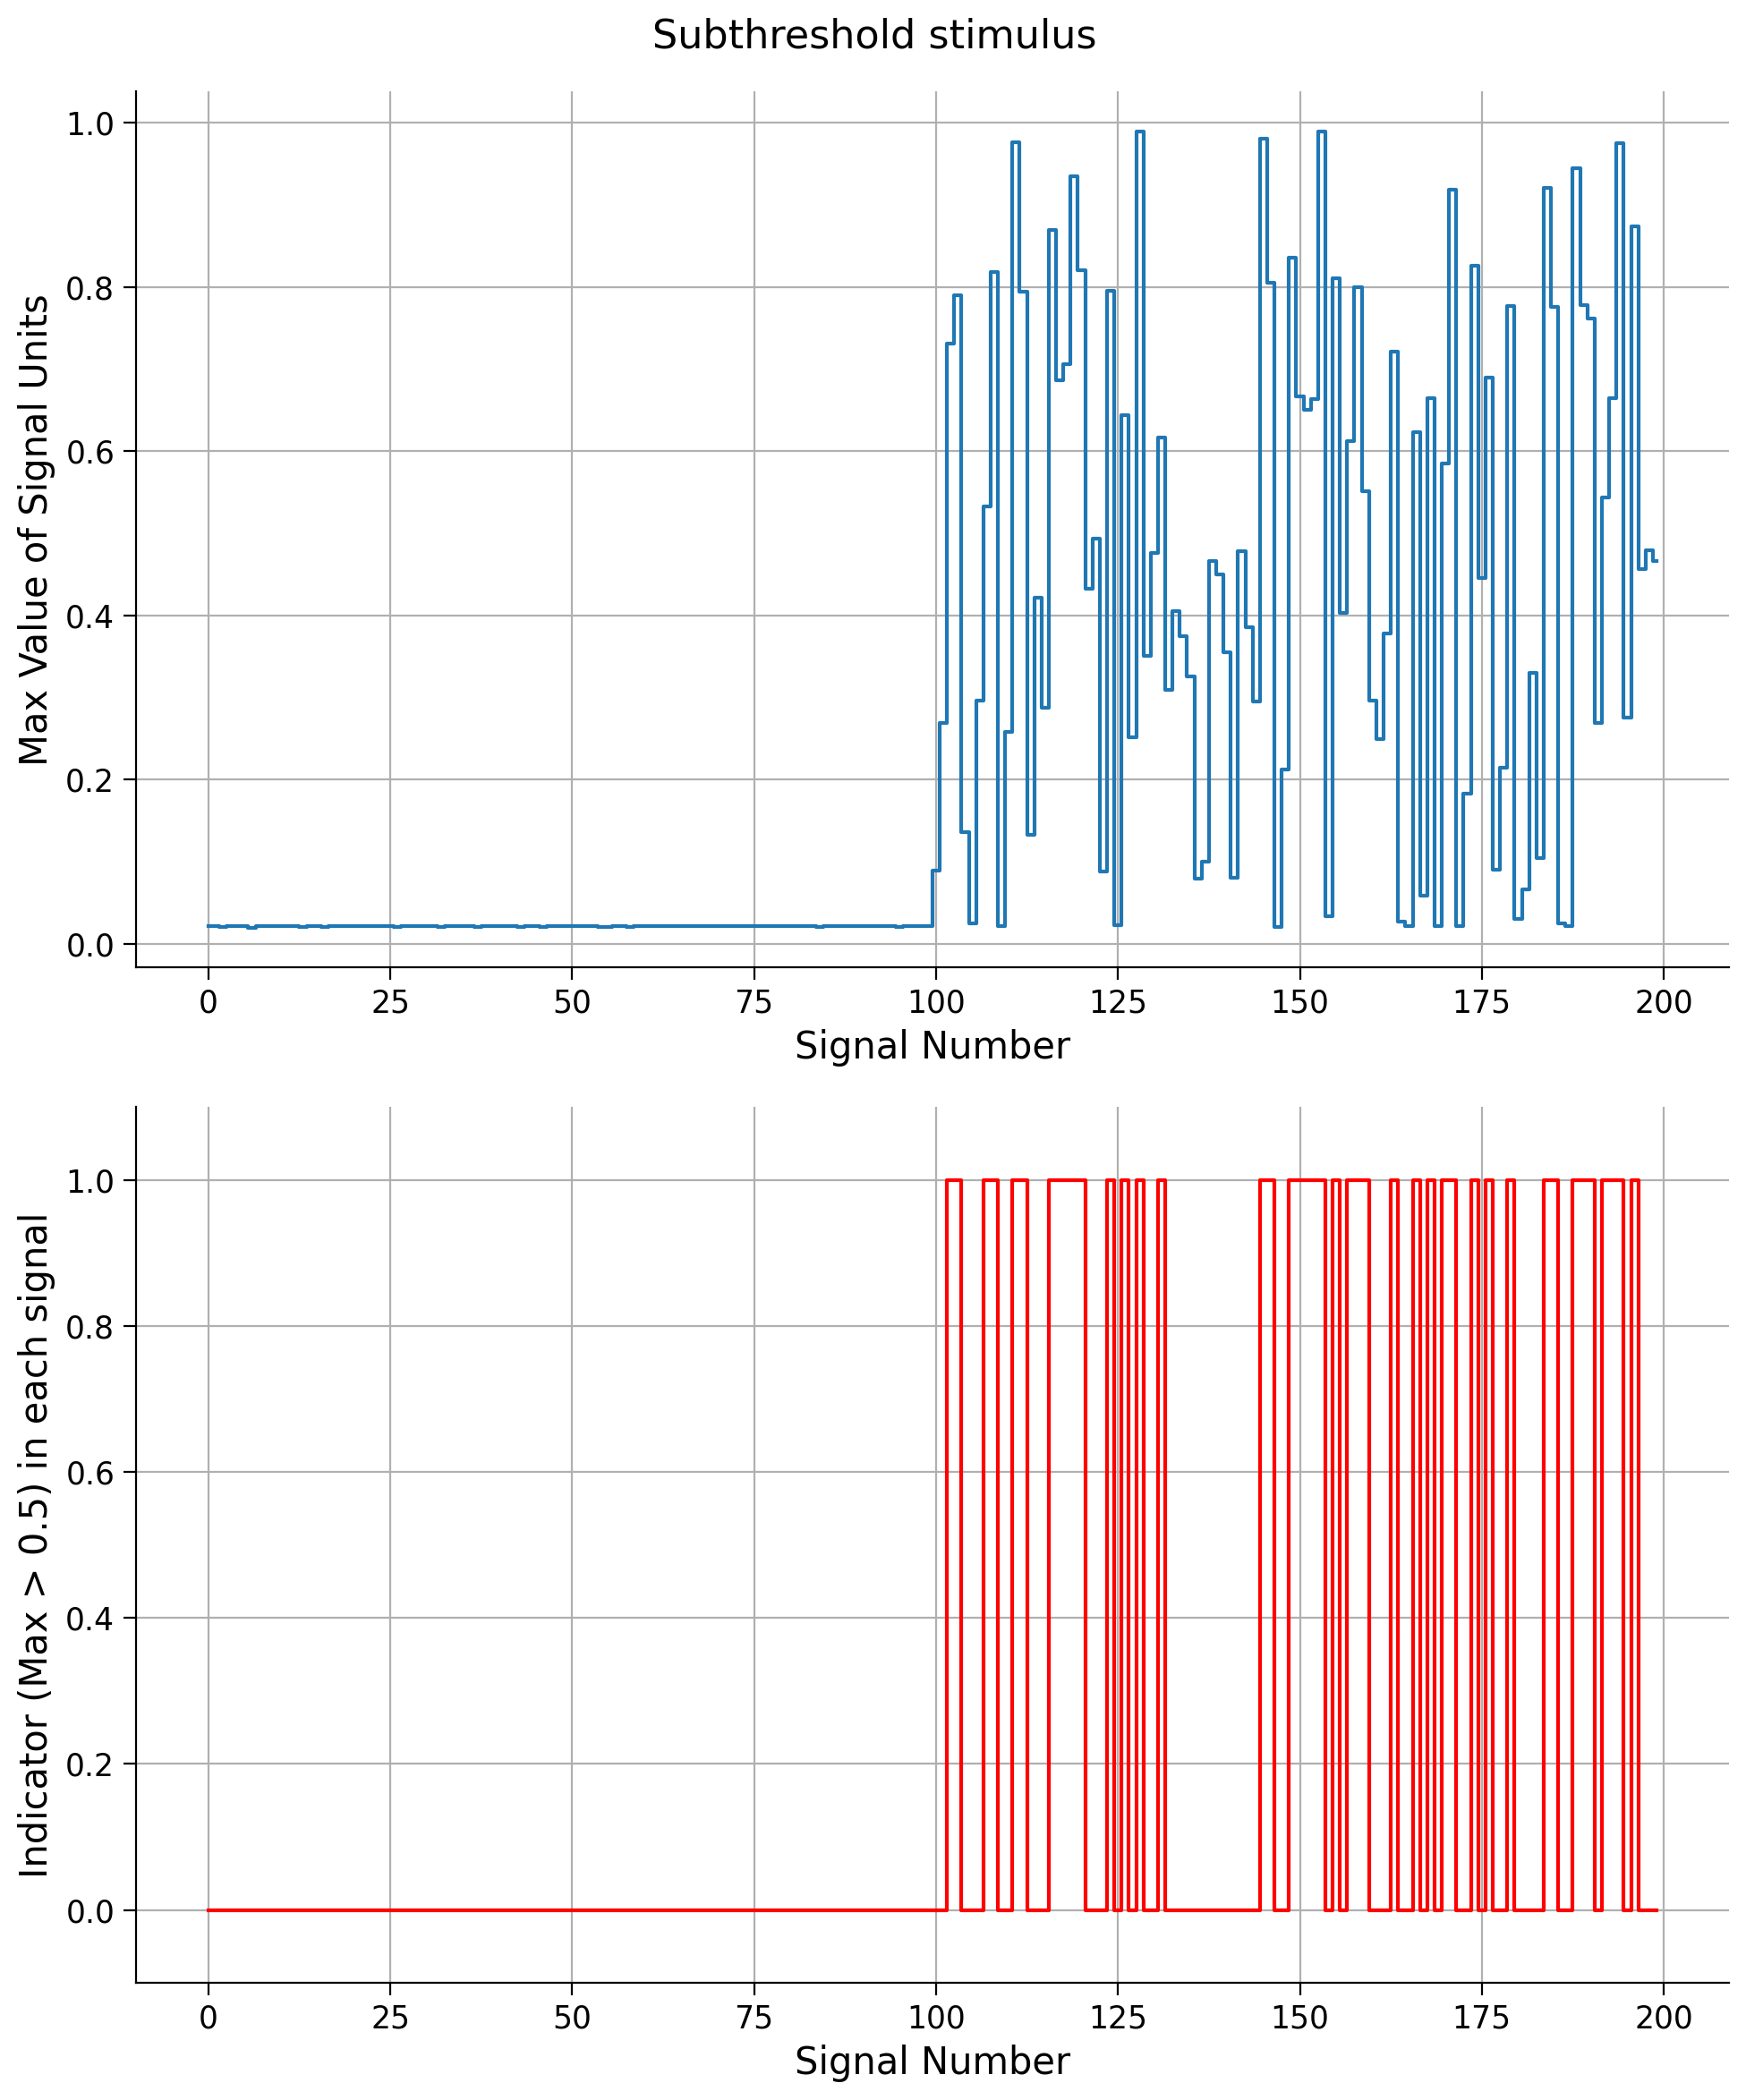 Subthreshold stimulus
Max Value of Signal Units
1.0
0.8
0.6
0.4
0.2
0.0
0 25 50 75 100 125 150 175 200
Signal Number
Indicator (Max > 0.5) in each signal
1.0
0.8
0.6
0.4
0.2
0.0
0 25 50 75 100 125 150 175 200
Signal Number